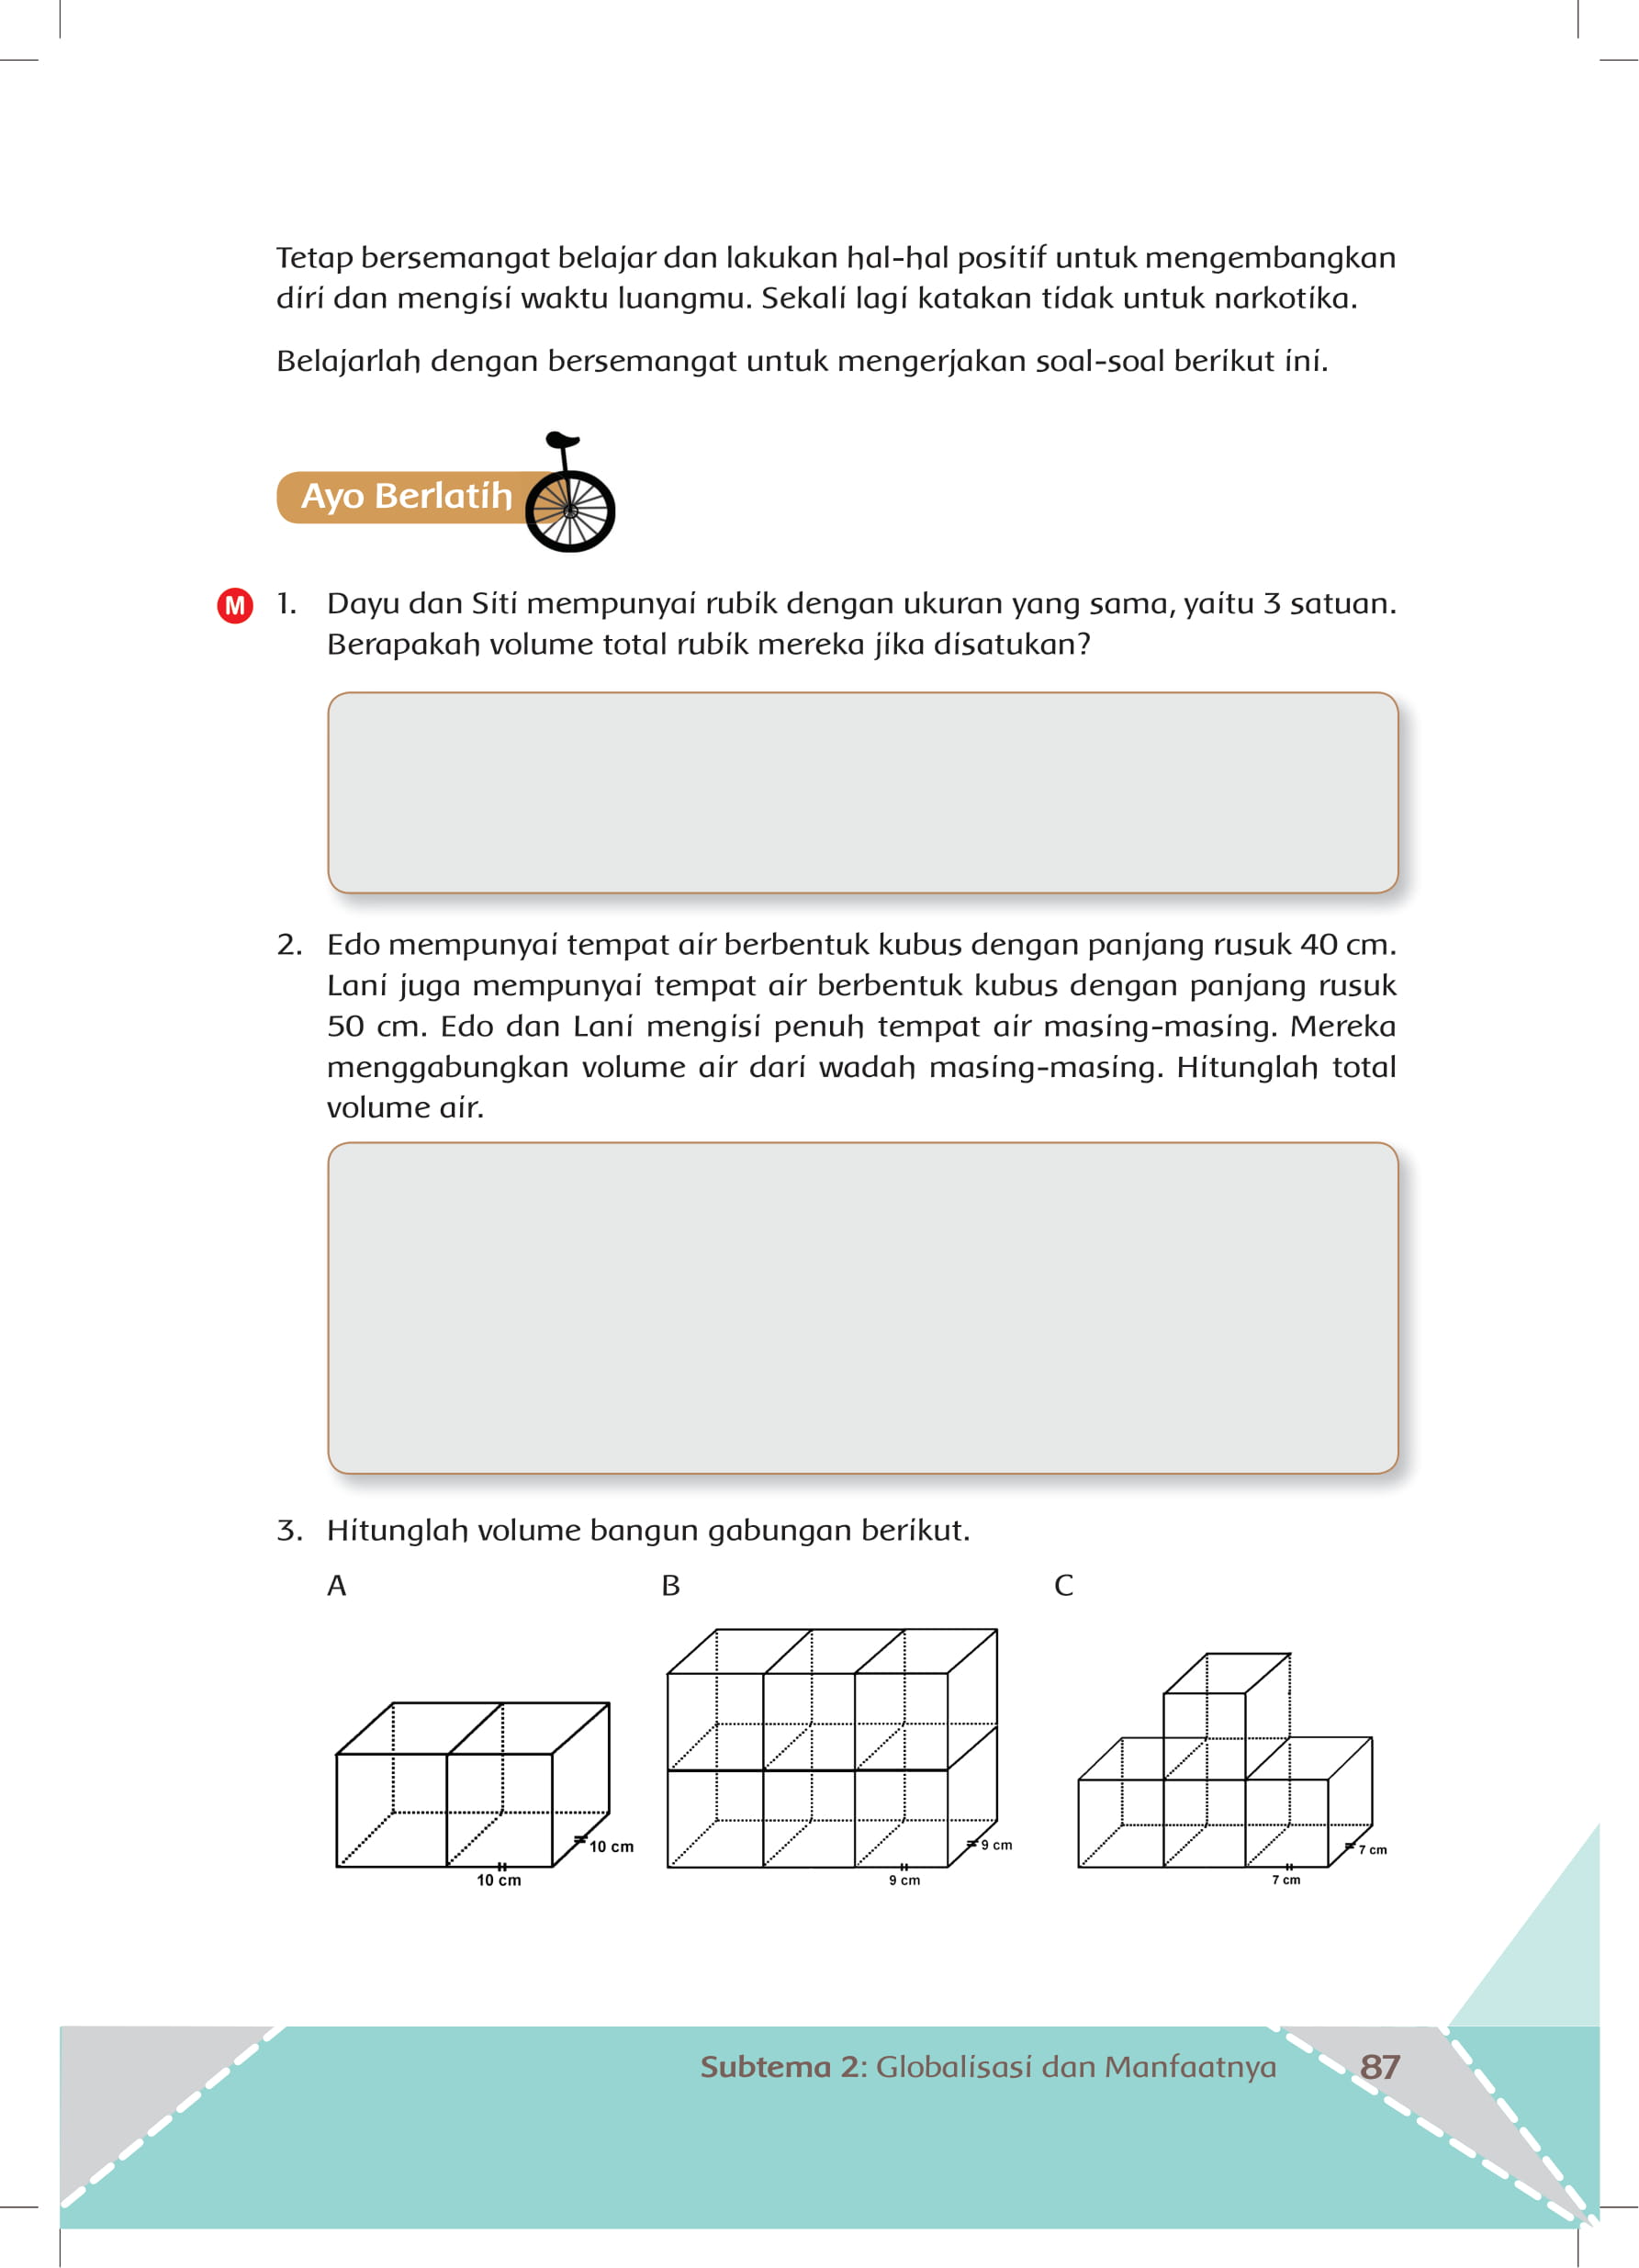 Tetap bersemangat belajar dan lakukan hal-hal positif untuk mengembangkan
diri dan mengisi waktu luangmu. Sekali lagi katakan tidak untuk narkotika.
Belajarlah dengan bersemangat untuk mengerjakan soal-soal berikut ini.
Ayo Berlatih
M 1. Dayu dan Siti mempunyai rubik dengan ukuran yang sama, yaitu 3 satuan.
Berapakah volume total rubik mereka jika disatukan?
2. Edo mempunyai tempat air berbentuk kubus dengan panjang rusuk 40 cm.
Lani juga mempunyai tempat air berbentuk kubus dengan panjang rusuk
50 cm. Edo dan Lani mengisi penuh tempat air masing-masing. Mereka
menggabungkan volume air dari wadah masing-masing. Hitunglah total
volume air.
3. Hitunglah volume bangun gabungan berikut.
A B C
10 cm
10 cm
9 cm
9 cm
7 cm
7 cm
Subtema 2: Globalisasi dan Manfaatnya 87